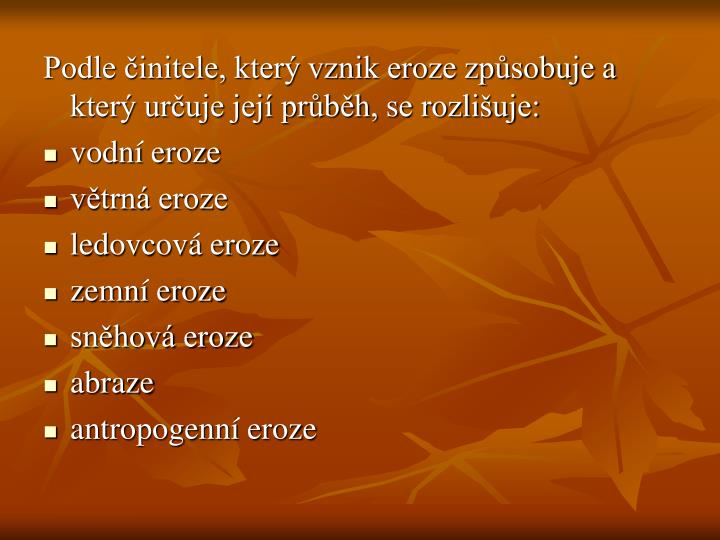 Podle činitele, který vznik eroze způsobuje a
který určuje její průběh, se rozlišuje:
vodní eroze
větrná eroze
ledovcová eroze
zemní eroze
sněhová eroze
abraze
antropogenní eroze